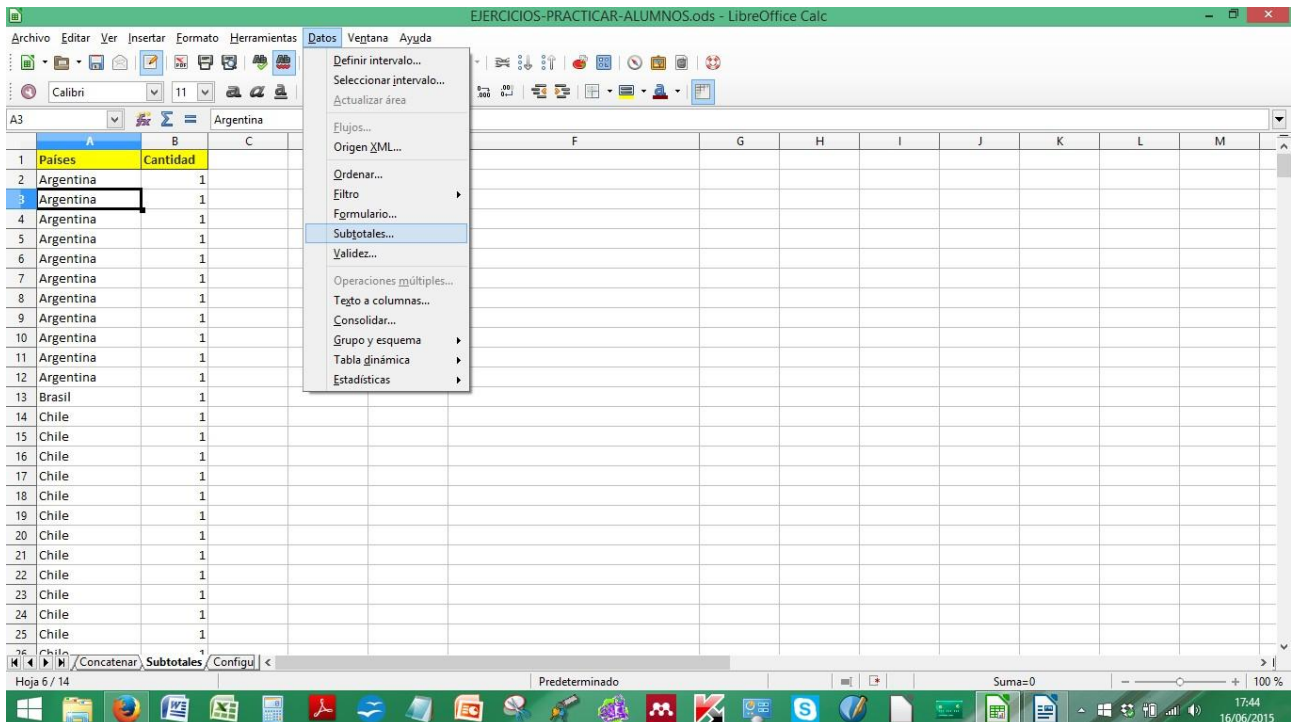 EJERCICIOS-PRACTICAR-ALUMNOS.ods - LibreOffice Calc
Archivo Editar Ver Insertar Formato Herramientas Datos Ventana Ayuda
Calibri 11
A3 Argentina
Definir intervalo...
Seleccionar intervalo...
Actualizar área
Flujos...
Origen XML...
Ordenar...
Filtro
Formulario...
Subtotales...
Validez...
Operaciones múltiples...
Texto a columnas...
Consolidar...
Grupo y esquema
Tabla dinámica
Estadísticas
A B C F G H I J K L M
1 Países Cantidad
2 Argentina 1
3 Argentina 1
4 Argentina 1
5 Argentina 1
6 Argentina 1
7 Argentina 1
8 Argentina 1
9 Argentina 1
10 Argentina 1
11 Argentina 1
12 Argentina 1
13 Brasil 1
14 Chile 1
15 Chile 1
16 Chile 1
17 Chile 1
18 Chile 1
19 Chile 1
20 Chile 1
21 Chile 1
22 Chile 1
23 Chile 1
24 Chile 1
25 Chile 1
26 Chile 1
Concatenar Subtotales Configu
Hoja 6 / 14 Predeterminado Suma=0 100 %
17:44
16/06/2015